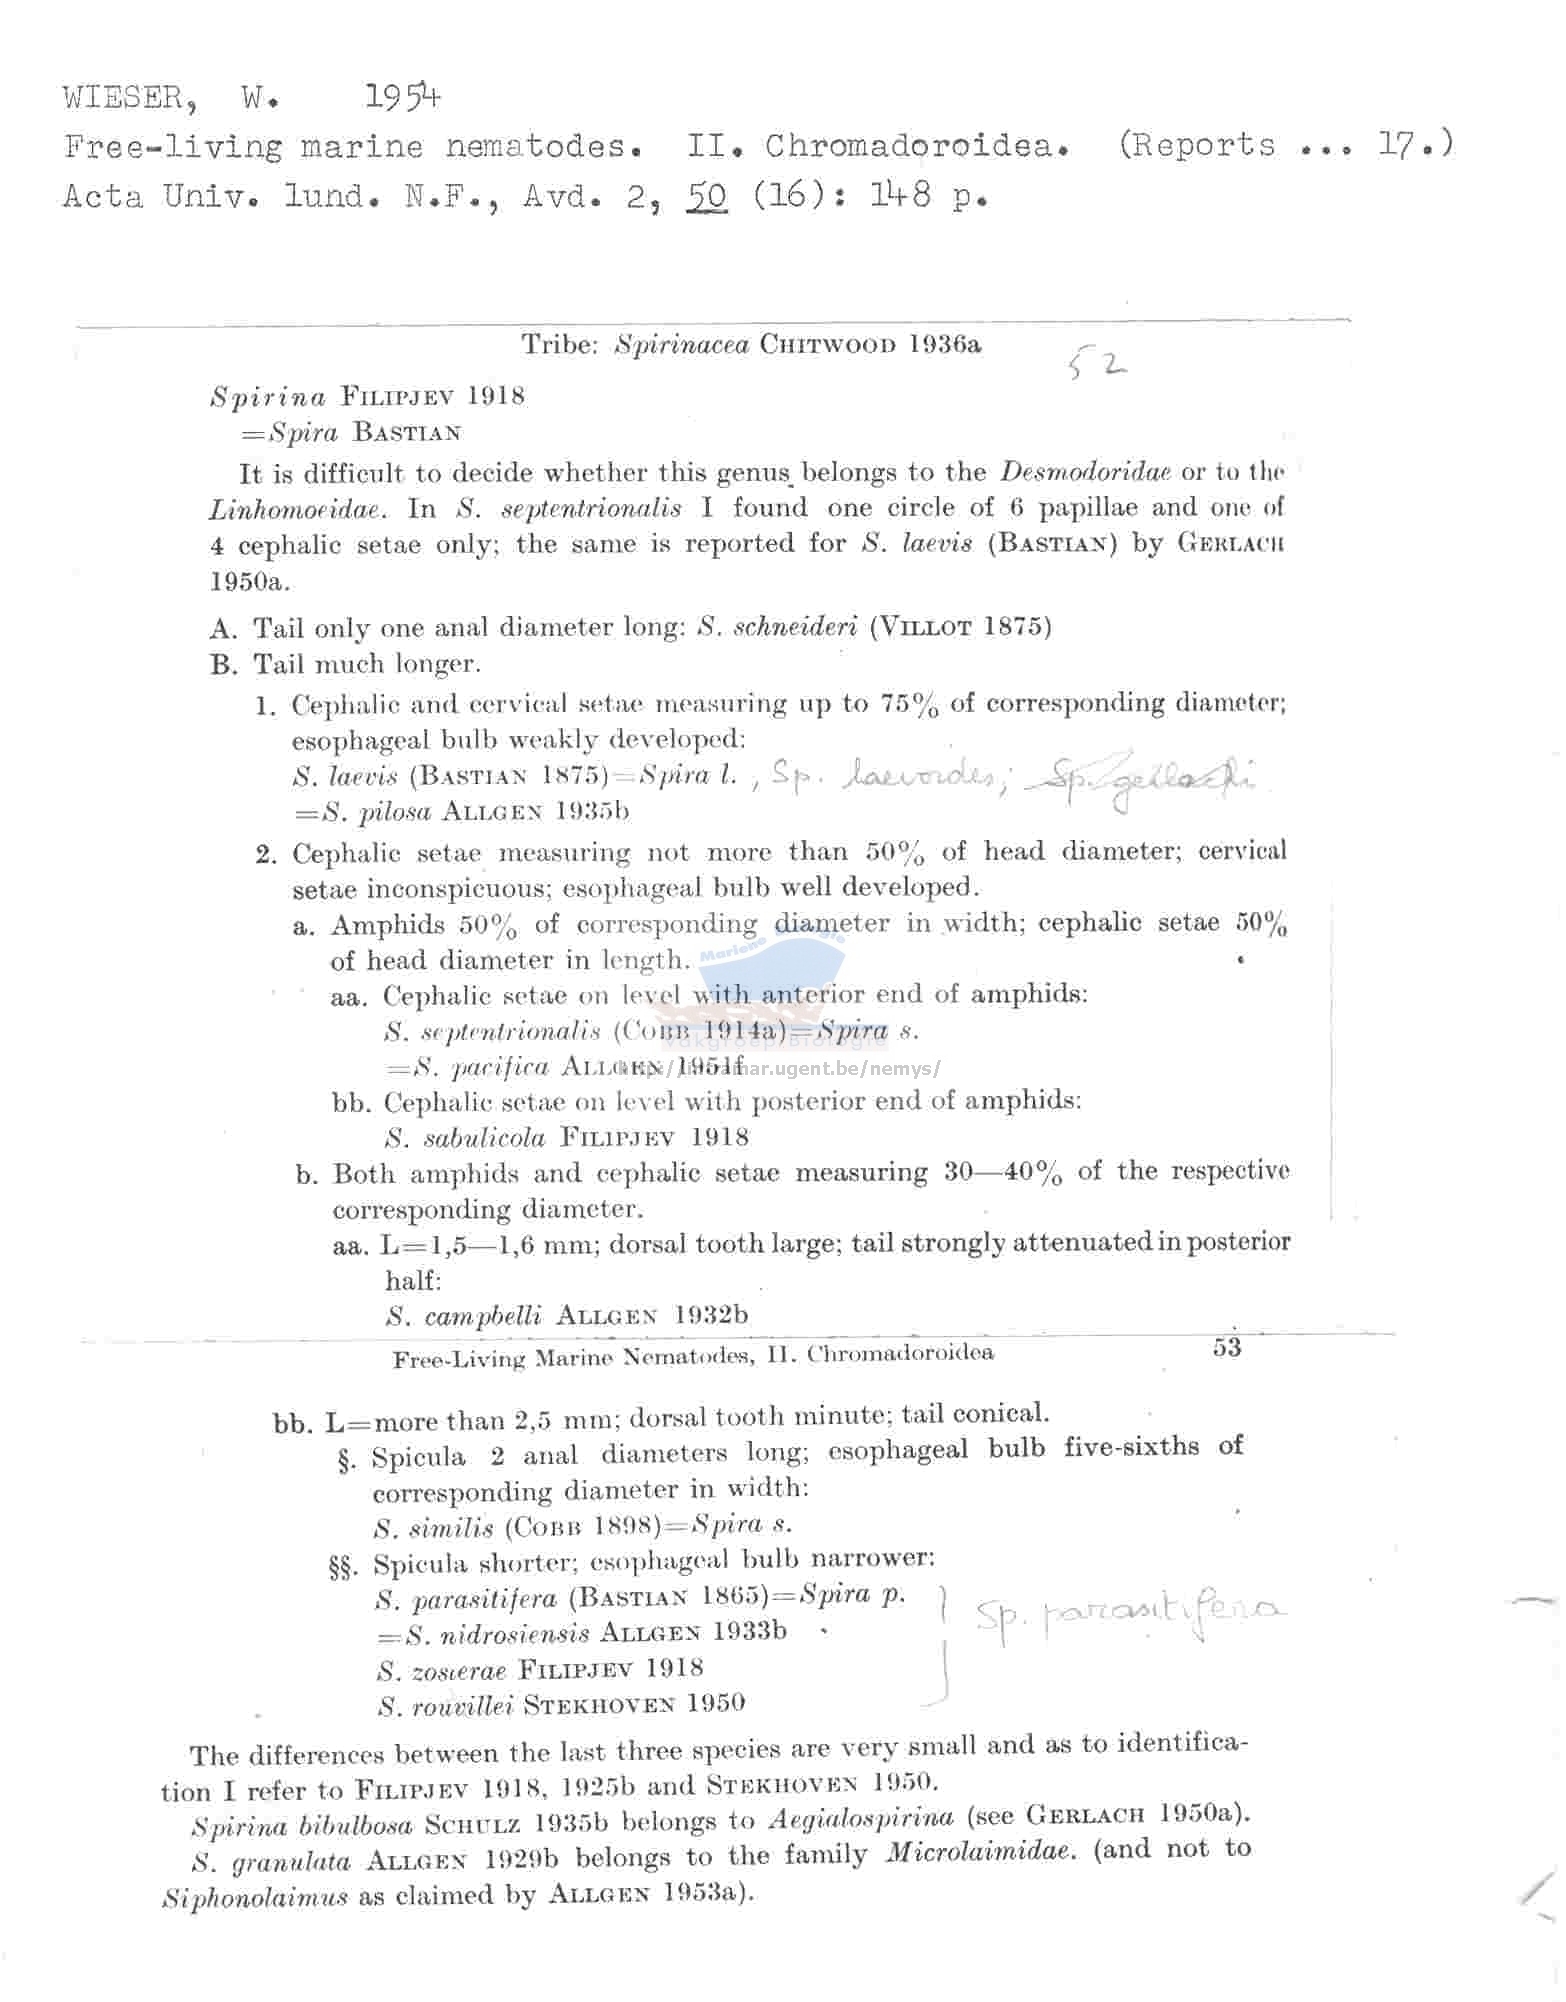 WIESER, W. 1954
Free-living marine nematodes. II. Chromadoroidea. (Reports ... 17.)
Acta Univ. lund. N.F., Avd. 2, 50 (16): 148 p.
Tribe: Spirinacea CHITWOOD 1936a
52
Spirina FILIPJEV 1918
=Spira BASTIAN
It is difficult to decide whether this genus belongs to the Desmodoridae or to the
Linhomoeidae. In S. septentrionalis I found one circle of 6 papillae and one of
4 cephalic setae only; the same is reported for S. laevis (BASTIAN) by GERLACH
1950a.
A. Tail only one anal diameter long: S. schneideri (VILLOT 1875)
B. Tail much longer.
1. Cephalic and cervical setae measuring up to 75% of corresponding diameter;
esophageal bulb weakly developed:
S. laevis (BASTIAN 1875)=Spira l. , Sp. laevoides; Sp. gerlachi
=S. pilosa ALLGEN 1935b
2. Cephalic setae measuring not more than 50% of head diameter; cervical
setae inconspicuous; esophageal bulb well developed.
a. Amphids 50% of corresponding diameter in width; cephalic setae 50%
of head diameter in length.
Mariene Biologie
aa. Cephalic setae on level with anterior end of amphids:
S. septentrionalis (COBB 1914a)=Spira s.
Vakgroep Biologie
=S. pacifica ALLGEN 1951f
http://intramar.ugent.be/nemys/
bb. Cephalic setae on level with posterior end of amphids:
S. sabulicola FILIPJEV 1918
b. Both amphids and cephalic setae measuring 30—40% of the respective
corresponding diameter.
aa. L=1,5—1,6 mm; dorsal tooth large; tail strongly attenuated in posterior
half:
S. campbelli ALLGEN 1932b
Free-Living Marine Nematodes, II. Chromadoroidea 53
bb. L=more than 2,5 mm; dorsal tooth minute; tail conical.
§. Spicula 2 anal diameters long; esophageal bulb five-sixths of
corresponding diameter in width:
S. similis (COBB 1898)=Spira s.
§§. Spicula shorter; esophageal bulb narrower:
S. parasitifera (BASTIAN 1865)=Spira p.
Sp. parasitifera
=S. nidrosiensis ALLGEN 1933b
S. zosterae FILIPJEV 1918
S. rouvillei STEKHOVEN 1950
The differences between the last three species are very small and as to identifica-
tion I refer to FILIPJEV 1918, 1925b and STEKHOVEN 1950.
Spirina bibulbosa SCHULZ 1935b belongs to Aegialospirina (see GERLACH 1950a).
S. granulata ALLGEN 1929b belongs to the family Microlaimidae. (and not to
Siphonolaimus as claimed by ALLGEN 1953a).